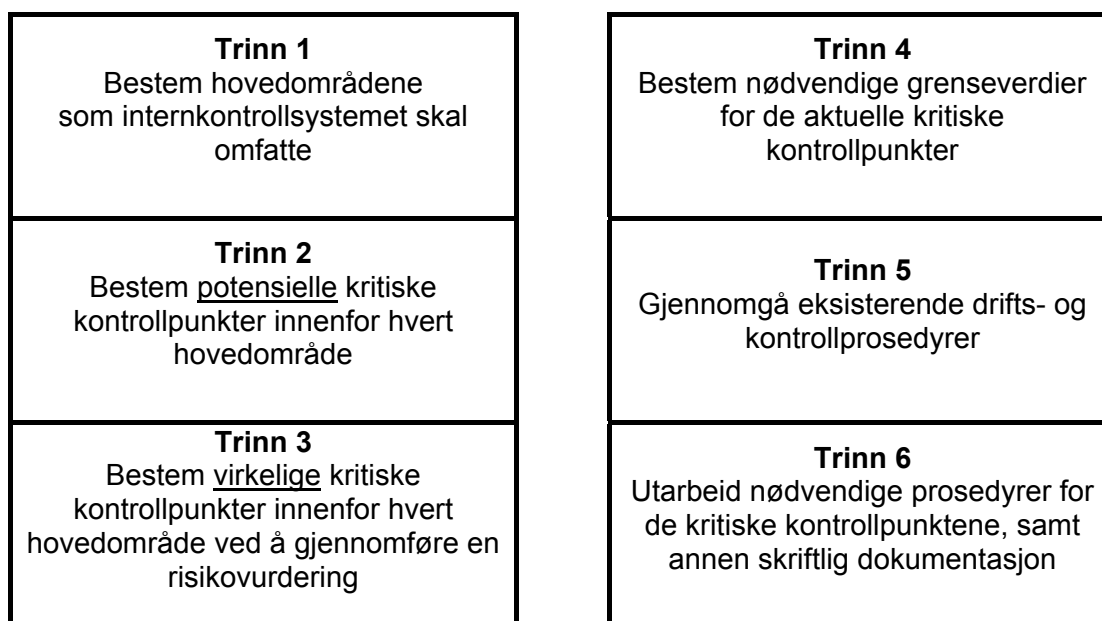 Trinn 1
Bestem hovedområdene
som internkontrollsystemet skal
omfatte
Trinn 2
Bestem potensielle kritiske
kontrollpunkter innenfor hvert
hovedområde
Trinn 3
Bestem virkelige kritiske
kontrollpunkter innenfor hvert
hovedområde ved å gjennomføre en
risikovurdering
Trinn 4
Bestem nødvendige grenseverdier
for de aktuelle kritiske
kontrollpunkter
Trinn 5
Gjennomgå eksisterende drifts- og
kontrollprosedyrer
Trinn 6
Utarbeid nødvendige prosedyrer for
de kritiske kontrollpunktene, samt
annen skriftlig dokumentasjon